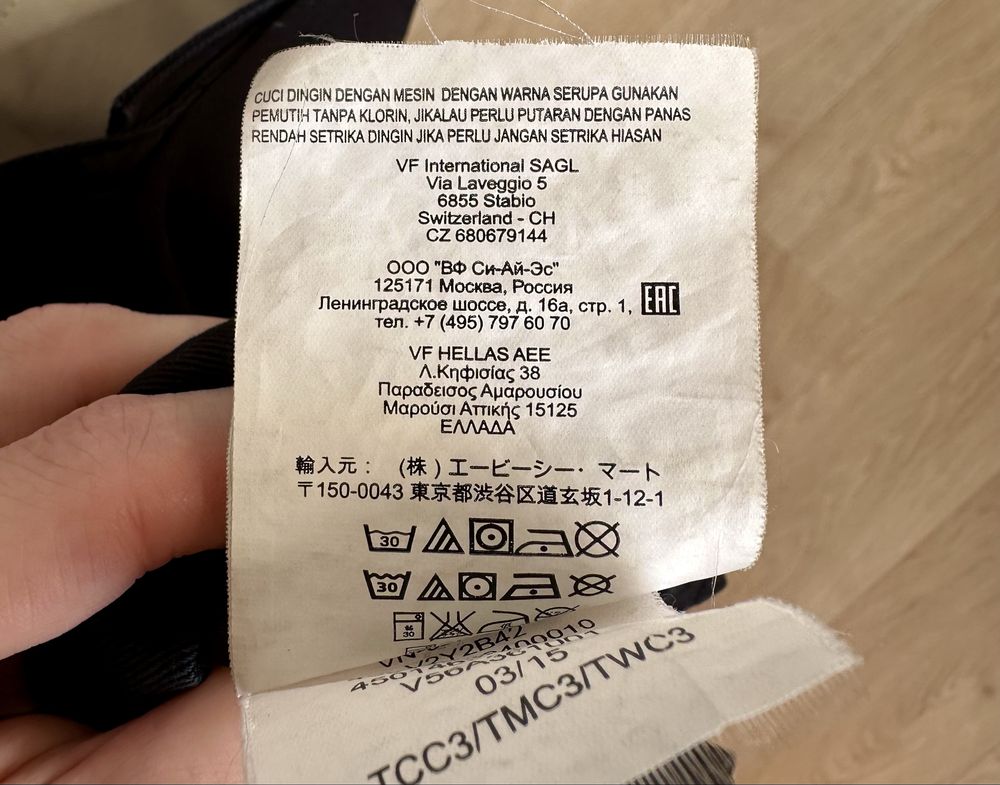 CUCI DINGIN DENGAN MESIN DENGAN WARNA SERUPA GUNAKAN
PEMUTIH TANPA KLORIN, JIKALAU PERLU PUTARAN DENGAN PANAS
RENDAH SETRIKA DINGIN JIKA PERLU JANGAN SETRIKA HIASAN
VF International SAGL
Via Laveggio 5
6855 Stabio
Switzerland - CH
CZ 680679144
ООО "ВФ Си-Ай-Эс"
125171 Москва, Россия
Ленинградское шоссе, д. 16а, стр. 1, EAC
тел. +7 (495) 797 60 70
VF HELLAS AEE
Λ.Κηφισίας 38
Παραδεισος Αμαρουσίου
Μαρούσι Αττικής 15125
ΕΛΛΑΔΑ
輸入元： (株) エービーシー・マート
〒150-0043 東京都渋谷区道玄坂1-12-1
30
30
30
03/15
TCC3/TMC3/TWC3